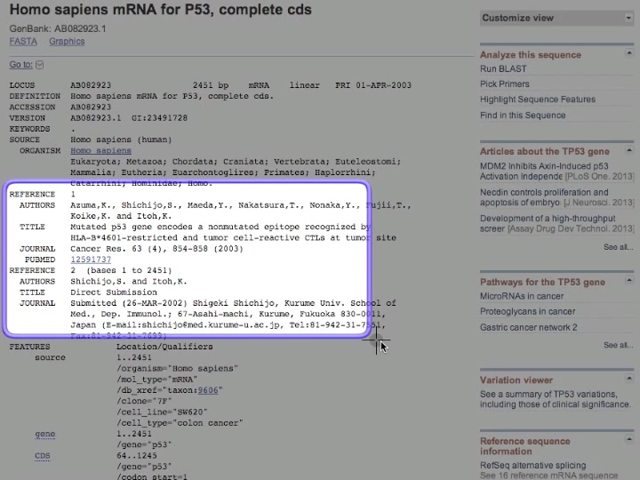 Homo sapiens mRNA for P53, complete cds
GenBank: AB082923.1
FASTA Graphics
Go to:
LOCUS AB082923 2451 bp mRNA linear PRI 01-APR-2003
DEFINITION Homo sapiens mRNA for P53, complete cds.
ACCESSION AB082923
VERSION AB082923.1 GI:23491728
KEYWORDS .
SOURCE Homo sapiens (human)
ORGANISM Homo sapiens
Eukaryota; Metazoa; Chordata; Craniata; Vertebrata; Euteleostomi;
Mammalia; Eutheria; Euarchontoglires; Primates; Haplorrhini;
Catarrhini; Hominidae; Homo.
REFERENCE 1
AUTHORS Azuma,K., Shichijo,S., Maeda,Y., Nakatsura,T., Nonaka,Y., Fujii,T.,
Koike,K. and Itoh,K.
TITLE Mutated p53 gene encodes a nonmutated epitope recognized by
HLA-B*4601-restricted and tumor cell-reactive CTLs at tumor site
JOURNAL Cancer Res. 63 (4), 854-858 (2003)
PUBMED 12591737
REFERENCE 2 (bases 1 to 2451)
AUTHORS Shichijo,S. and Itoh,K.
TITLE Direct Submission
JOURNAL Submitted (26-MAR-2002) Shigeki Shichijo, Kurume Univ. School of
Med., Dep. Immunol.; 67-Asahi-machi, Kurume, Fukuoka 830-0011,
Japan (E-mail:shichijo@med.kurume-u.ac.jp, Tel:81-942-31-7551,
Fax:81-942-31-7699)
FEATURES Location/Qualifiers
source 1..2451
/organism="Homo sapiens"
/mol_type="mRNA"
/db_xref="taxon:9606"
/clone="7F"
/cell_line="SW620"
/cell_type="colon cancer"
gene 1..2451
/gene="p53"
CDS 64..1245
/gene="p53"
/codon_start=1
Customize view
Analyze this sequence
Run BLAST
Pick Primers
Highlight Sequence Features
Find in this Sequence
Articles about the TP53 gene
MDM2 Inhibits Axin-Induced p53
Activation Independe [PLoS One. 2013]
Necdin controls proliferation and
apoptosis of embryo [J Neurosci. 2013]
Development of a high-throughput
screer [Assay Drug Dev Technol. 2013]
See all...
Pathways for the TP53 gene
MicroRNAs in cancer
Proteoglycans in cancer
Gastric cancer network 2
See all...
Variation viewer
See a summary of TP53 variations,
including those of clinical significance.
Reference sequence
information
RefSeq alternative splicing
See 16 reference mRNA sequence